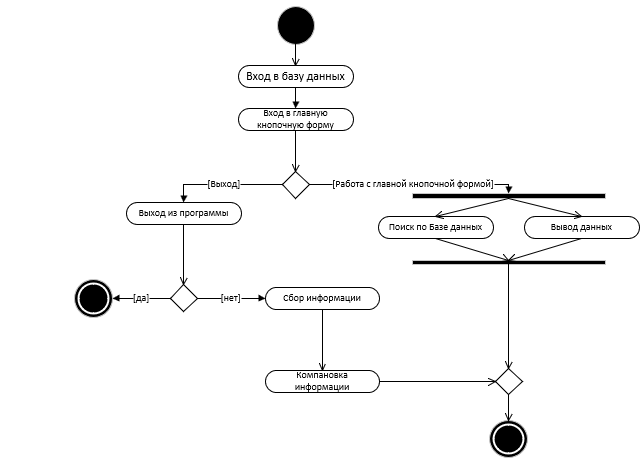 Вход в базу данных
Вход в главную
кнопочную форму
[Выход]
[Работа с главной кнопочной формой]
Выход из программы
Поиск по Базе данных
Вывод данных
[да]
[нет]
Сбор информации
Компановка
информации